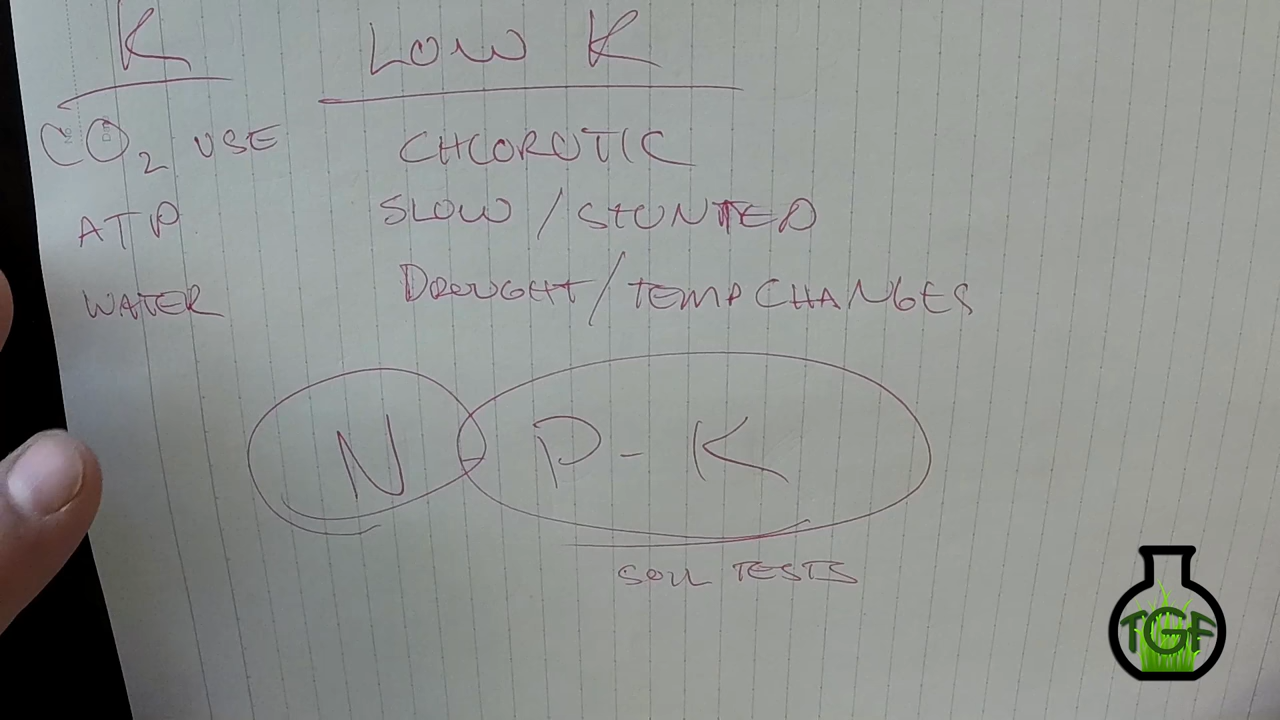 K LOW K
CO2 USE CHLOROTIC
ATP SLOW / STUNTED
WATER DROUGHT / TEMP CHANGES
N P - K
SOIL TESTS
TGF